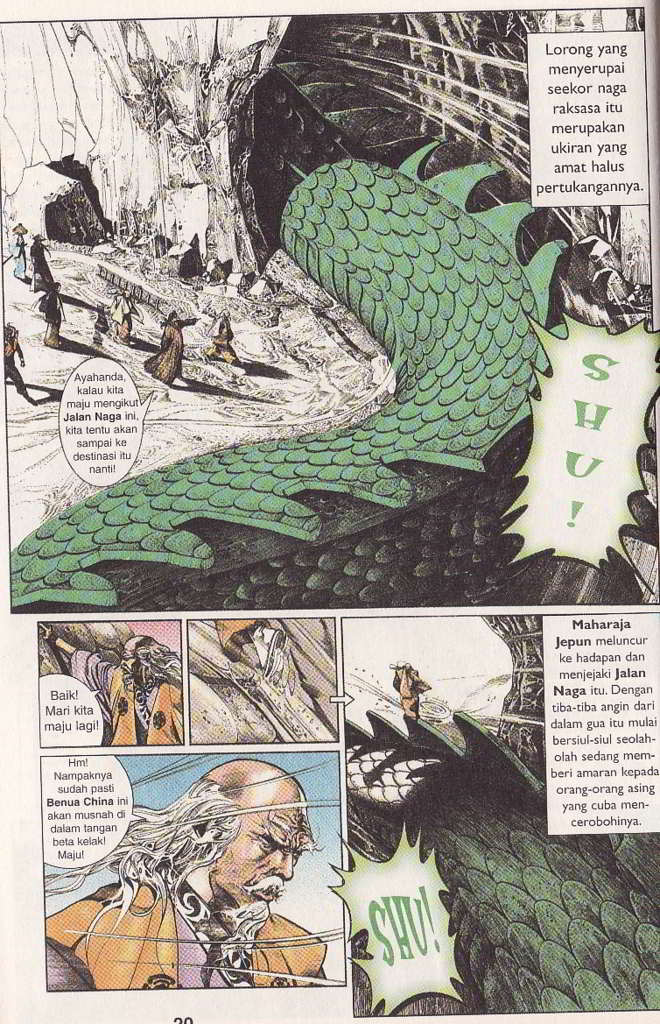 Lorong yang
menyerupai
seekor naga
raksasa itu
merupakan
ukiran yang
amat halus
pertukangannya.
Ayahanda,
kalau kita
maju mengikut
Jalan Naga ini,
kita tentu akan
sampai ke
destinasi itu
nanti!
SHU!
Baik!
Mari kita
maju lagi!
Maharaja
Jepun meluncur
ke hadapan dan
menjejaki Jalan
Naga itu. Dengan
tiba-tiba angin dari
dalam gua itu mulai
bersiul-siul seolah-
olah sedang mem-
beri amaran kepada
orang-orang asing
yang cuba men-
cerobohinya.
Hm!
Nampaknya
sudah pasti
Benua China ini
akan musnah di
dalam tangan
beta kelak!
Maju!
SHU!
20